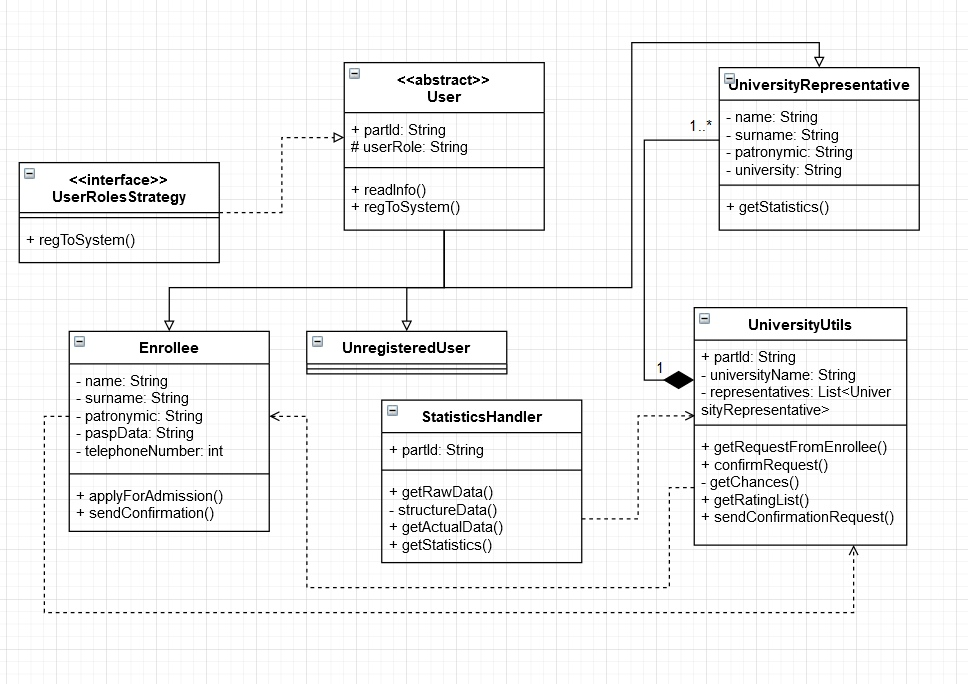 <<abstract>>
User
+ partId: String
# userRole: String
+ readInfo()
+ regToSystem()
UniversityRepresentative
- name: String
- surname: String
- patronymic: String
- university: String
+ getStatistics()
1..*
<<interface>>
UserRolesStrategy
+ regToSystem()
Enrollee
- name: String
- surname: String
- patronymic: String
- paspData: String
- telephoneNumber: int
+ applyForAdmission()
+ sendConfirmation()
UnregisteredUser
StatisticsHandler
+ partId: String
+ getRawData()
- structureData()
+ getActualData()
+ getStatistics()
1
UniversityUtils
+ partId: String
- universityName: String
- representatives: List<Univer
sityRepresentative>
+ getRequestFromEnrollee()
+ confirmRequest()
- getChances()
+ getRatingList()
+ sendConfirmationRequest()